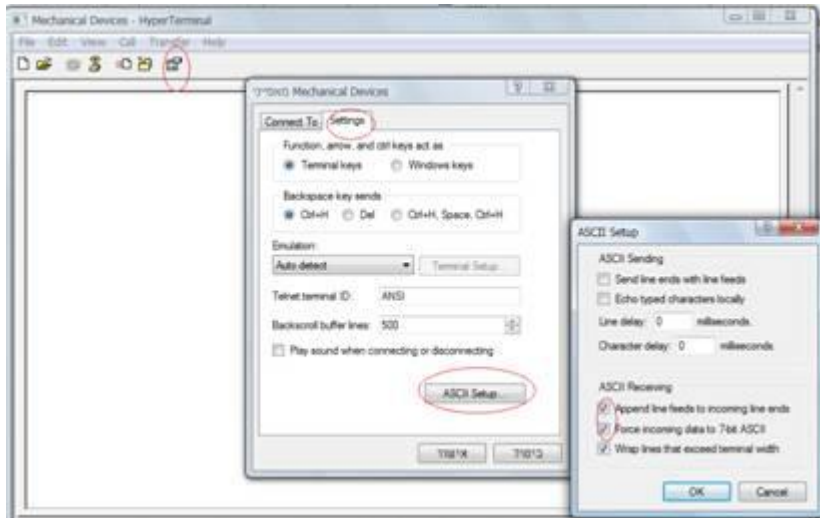 Mechanical Devices - HyperTerminal
File Edit View Call Transfer Help
מאפייני Mechanical Devices
Connect To Settings
Function, arrow, and ctrl keys act as
Terminal keys Windows keys
Backspace key sends
Ctrl+H Del Ctrl+H, Space, Ctrl+H
Emulation:
Auto detect Terminal Setup...
Telnet terminal ID: ANSI
Backscroll buffer lines: 500
Play sound when connecting or disconnecting
ASCII Setup...
אישור ביטול
ASCII Setup
ASCII Sending
Send line ends with line feeds
Echo typed characters locally
Line delay: 0 milliseconds.
Character delay: 0 milliseconds.
ASCII Receiving
Append line feeds to incoming line ends
Force incoming data to 7-bit ASCII
Wrap lines that exceed terminal width
OK Cancel